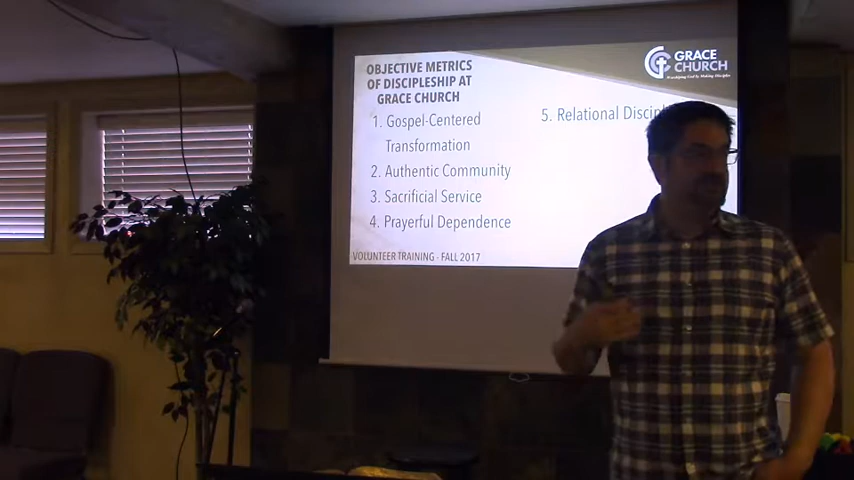 OBJECTIVE METRICS
OF DISCIPLESHIP AT
GRACE CHURCH
1. Gospel-Centered
Transformation
2. Authentic Community
3. Sacrificial Service
4. Prayerful Dependence
5. Relational
GRACE
CHURCH
VOLUNTEER TRAINING - FALL 2017